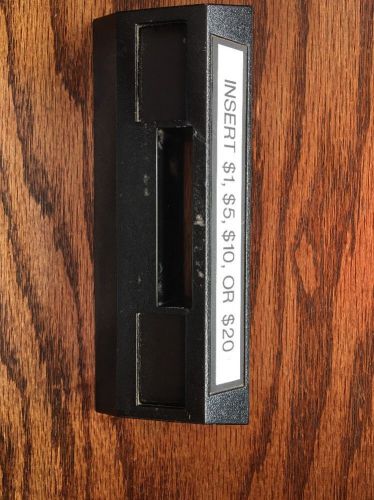 INSERT $1, $5, $10, OR $20